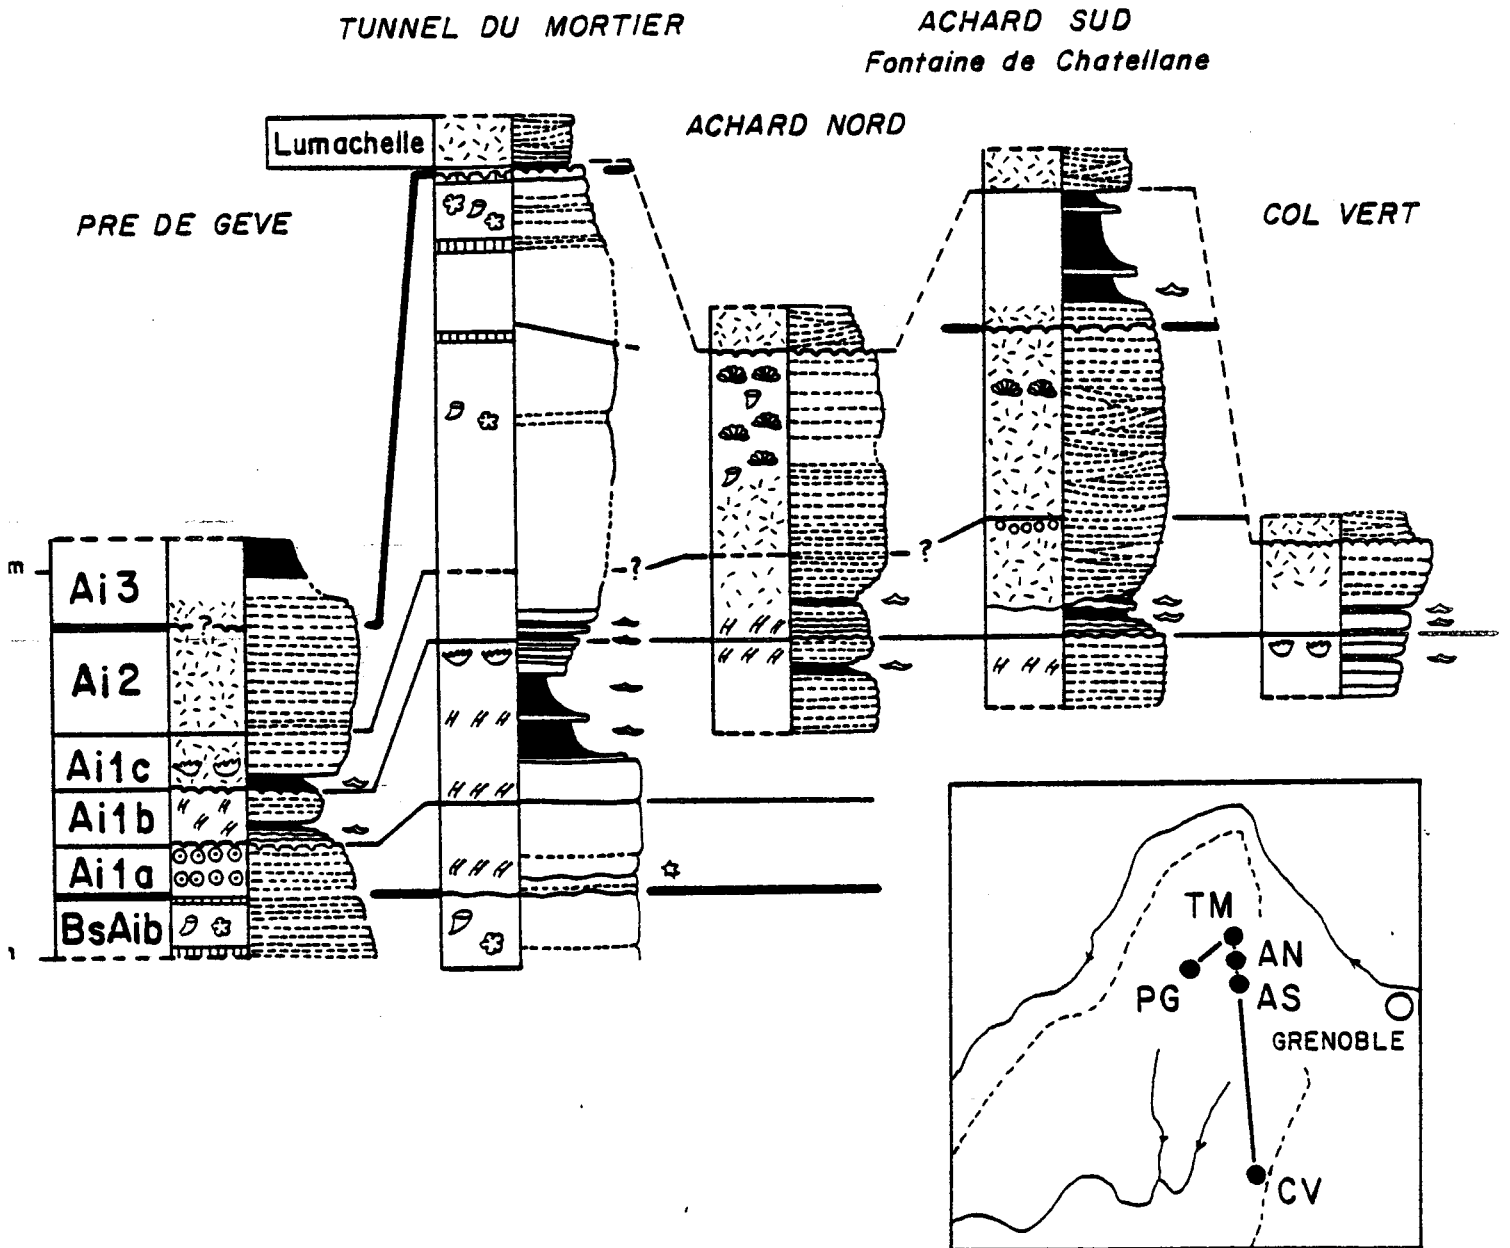 TUNNEL DU MORTIER
ACHARD SUD
Fontaine de Chatellane
ACHARD NORD
Lumachelle
PRE DE GEVE
COL VERT
m
Ai3
?
Ai2
?
?
Ai1c
Ai1b
Ai1a
BsAib
TM
AN
PG
AS
GRENOBLE
CV